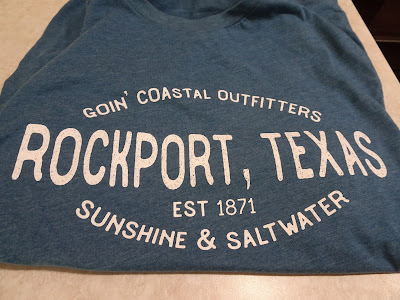 GOIN' COASTAL OUTFITTERS
ROCKPORT, TEXAS
EST 1871
SUNSHINE & SALTWATER